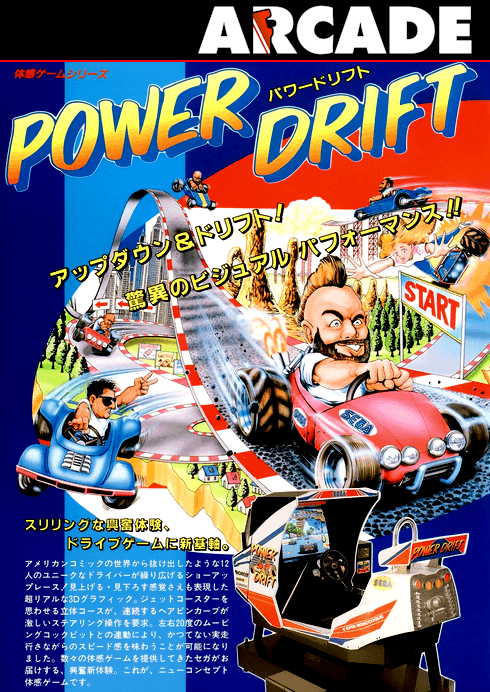 ARCADE
体感ゲームシリーズ
パワードリフト
POWER DRIFT
アップダウン&ドリフト!
驚異のビジュアル パフォーマンス!!
START
SEGA
SEGA
スリリングな興奮体験、
ドライブゲームに新基軸。
アメリカンコミックの世界から抜け出したような12
人のユニークなドライバーが繰り広げるショーアッ
プレース!見上げる・見下ろす感覚さえも表現した
超リアルな3Dグラフィック。ジェットコースターを
思わせる立体コースが、連続するヘアピンカーブが
激しいステアリング操作を要求。左右20度のムービ
ングコックピットとの連動により、かつてない実走
行さながらのスピード感を味わうことが可能になり
ました。数々の体感ゲームを提供してきたセガがお
届けする、興奮新体験。これが、ニューコンセプト
体感ゲームです。
SEGA
POWER
DRIFT
POWER DRIFT
SEGA